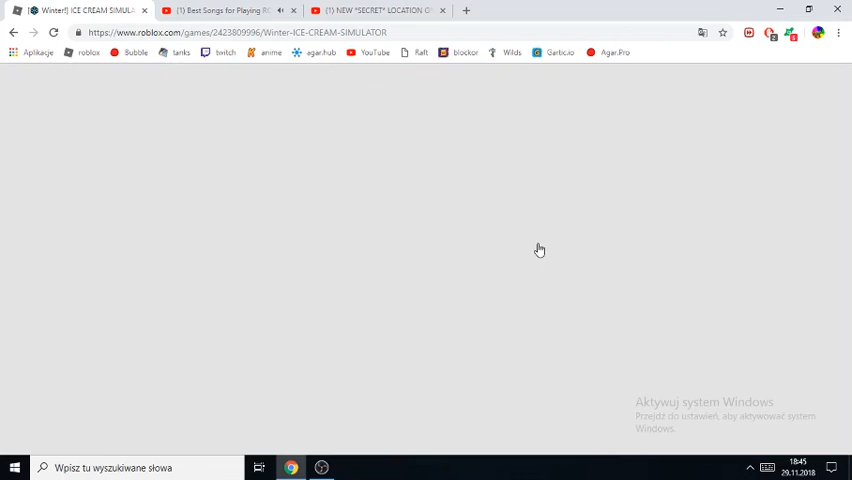 [Winter!] ICE CREAM SIMULA
(1) Best Songs for Playing RO
(1) NEW *SECRET* LOCATION O
https://www.roblox.com/games/2423809996/Winter-ICE-CREAM-SIMULATOR
Aplikacje roblox Bubble tanks twitch anime agar.hub YouTube Raft blockor Wilds Gartic.io Agar.Pro
Aktywuj system Windows
Przejdź do ustawień, aby aktywować system
Windows.
Wpisz tu wyszukiwane słowa
18:45
29.11.2018